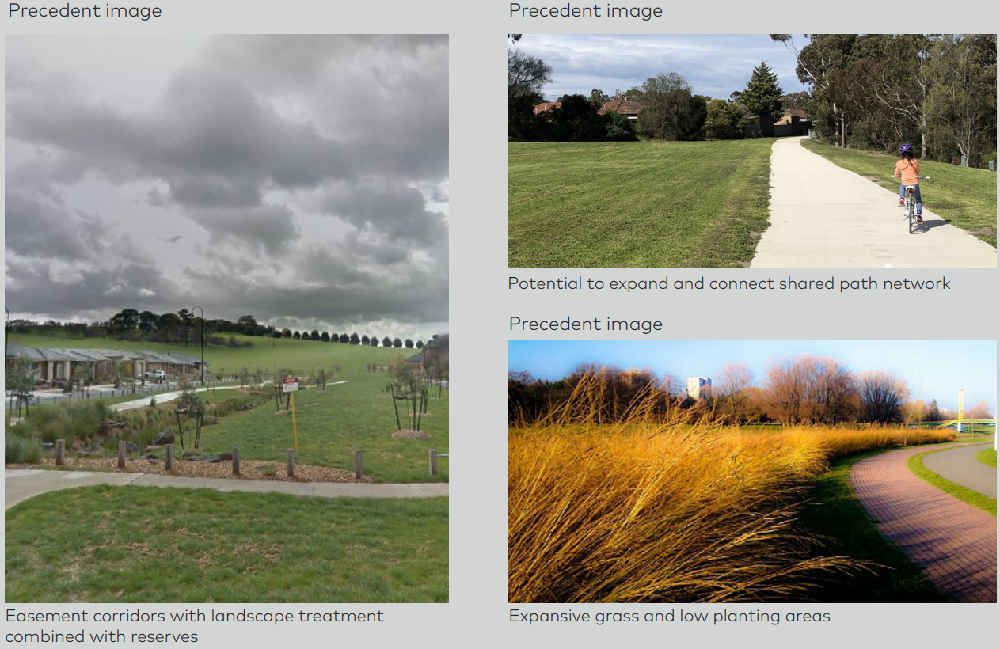 Precedent image
Easement corridors with landscape treatment
combined with reserves
Precedent image
Potential to expand and connect shared path network
Precedent image
Expansive grass and low planting areas